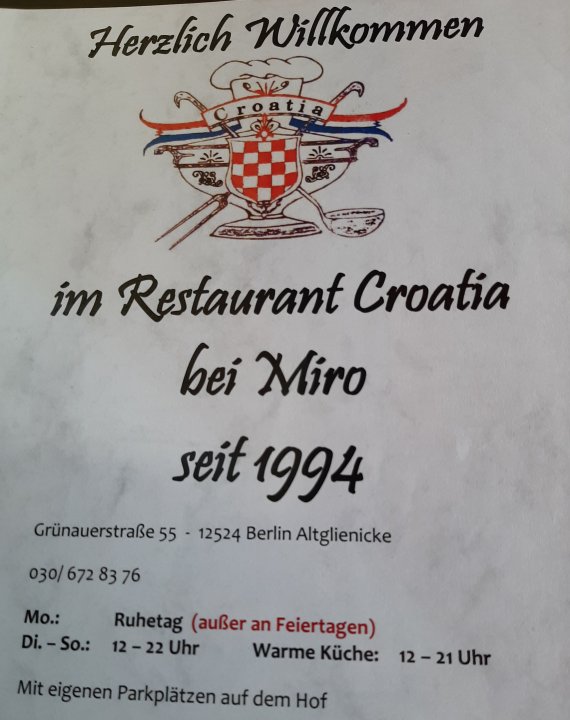 Herzlich Willkommen
Croatia
im Restaurant Croatia
bei Miro
seit 1994
Grünauerstraße 55 - 12524 Berlin Altglienicke
030/ 672 83 76
Mo.: Ruhetag (außer an Feiertagen)
Di. – So.: 12 – 22 Uhr Warme Küche: 12 – 21 Uhr
Mit eigenen Parkplätzen auf dem Hof